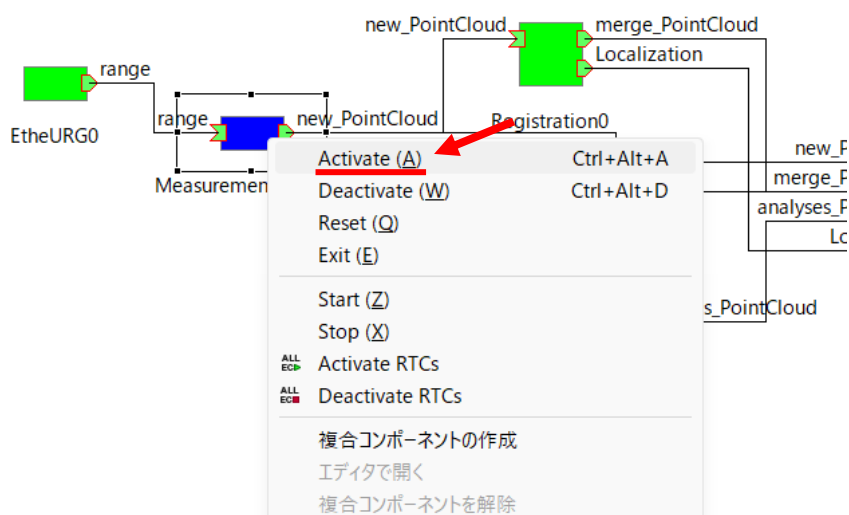 new_PointCloud
merge_PointCloud
Localization
range
EtheURG0
range
new_PointCloud
Registration0
Measuremen
Activate (A) Ctrl+Alt+A
Deactivate (W) Ctrl+Alt+D
Reset (Q)
Exit (E)
Start (Z)
Stop (X)
ALL EC Activate RTCs
ALL EC Deactivate RTCs
複合コンポーネントの作成
エディタで開く
複合コンポーネントを解除
new_P
merge_P
analyses_P
Lo
s_PointCloud